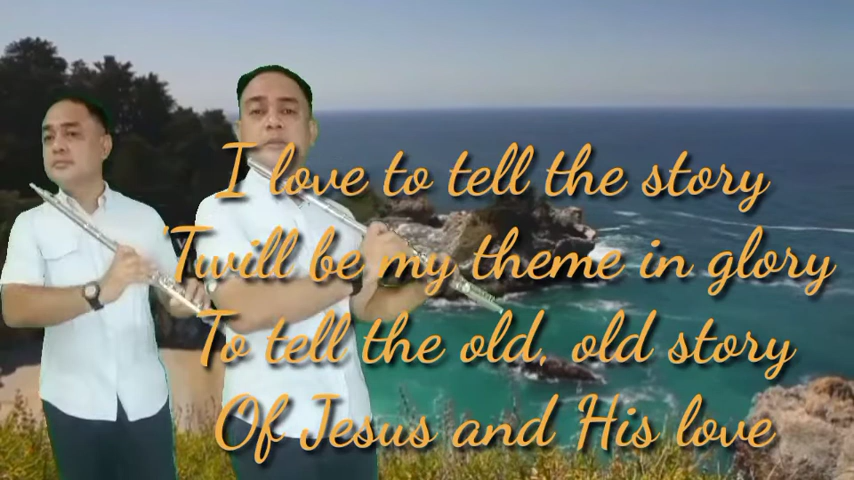 I love to tell the story
'Twill be my theme in glory
To tell the old, old story
Of Jesus and His love